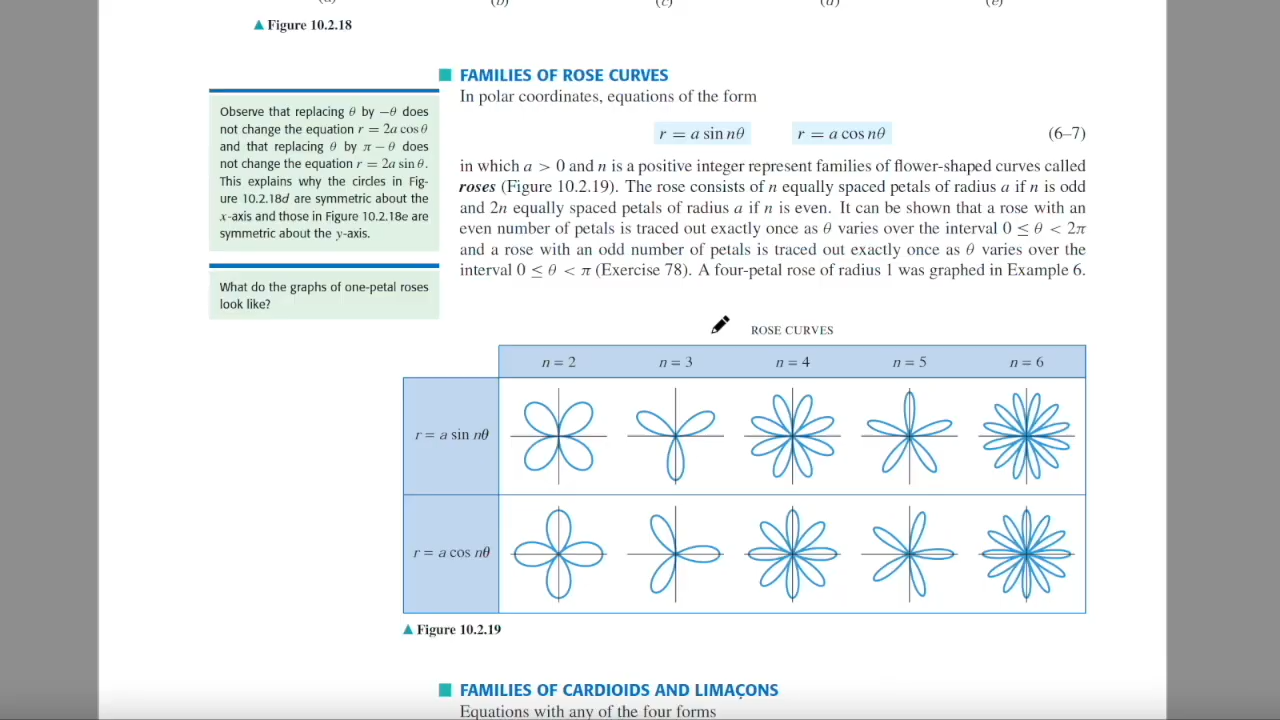 (a) (b) (c) (d) (e)
▲ Figure 10.2.18
FAMILIES OF ROSE CURVES
In polar coordinates, equations of the form
r = a sin nθ r = a cos nθ (6–7)
in which a > 0 and n is a positive integer represent families of flower-shaped curves called
roses (Figure 10.2.19). The rose consists of n equally spaced petals of radius a if n is odd
and 2n equally spaced petals of radius a if n is even. It can be shown that a rose with an
even number of petals is traced out exactly once as θ varies over the interval 0 ≤ θ < 2π
and a rose with an odd number of petals is traced out exactly once as θ varies over the
interval 0 ≤ θ < π (Exercise 78). A four-petal rose of radius 1 was graphed in Example 6.
Observe that replacing θ by −θ does
not change the equation r = 2a cos θ
and that replacing θ by π − θ does
not change the equation r = 2a sin θ.
This explains why the circles in Fig-
ure 10.2.18d are symmetric about the
x-axis and those in Figure 10.2.18e are
symmetric about the y-axis.
What do the graphs of one-petal roses
look like?
ROSE CURVES
n = 2 n = 3 n = 4 n = 5 n = 6
r = a sin nθ
r = a cos nθ
▲ Figure 10.2.19
FAMILIES OF CARDIOIDS AND LIMAÇONS
Equations with any of the four forms